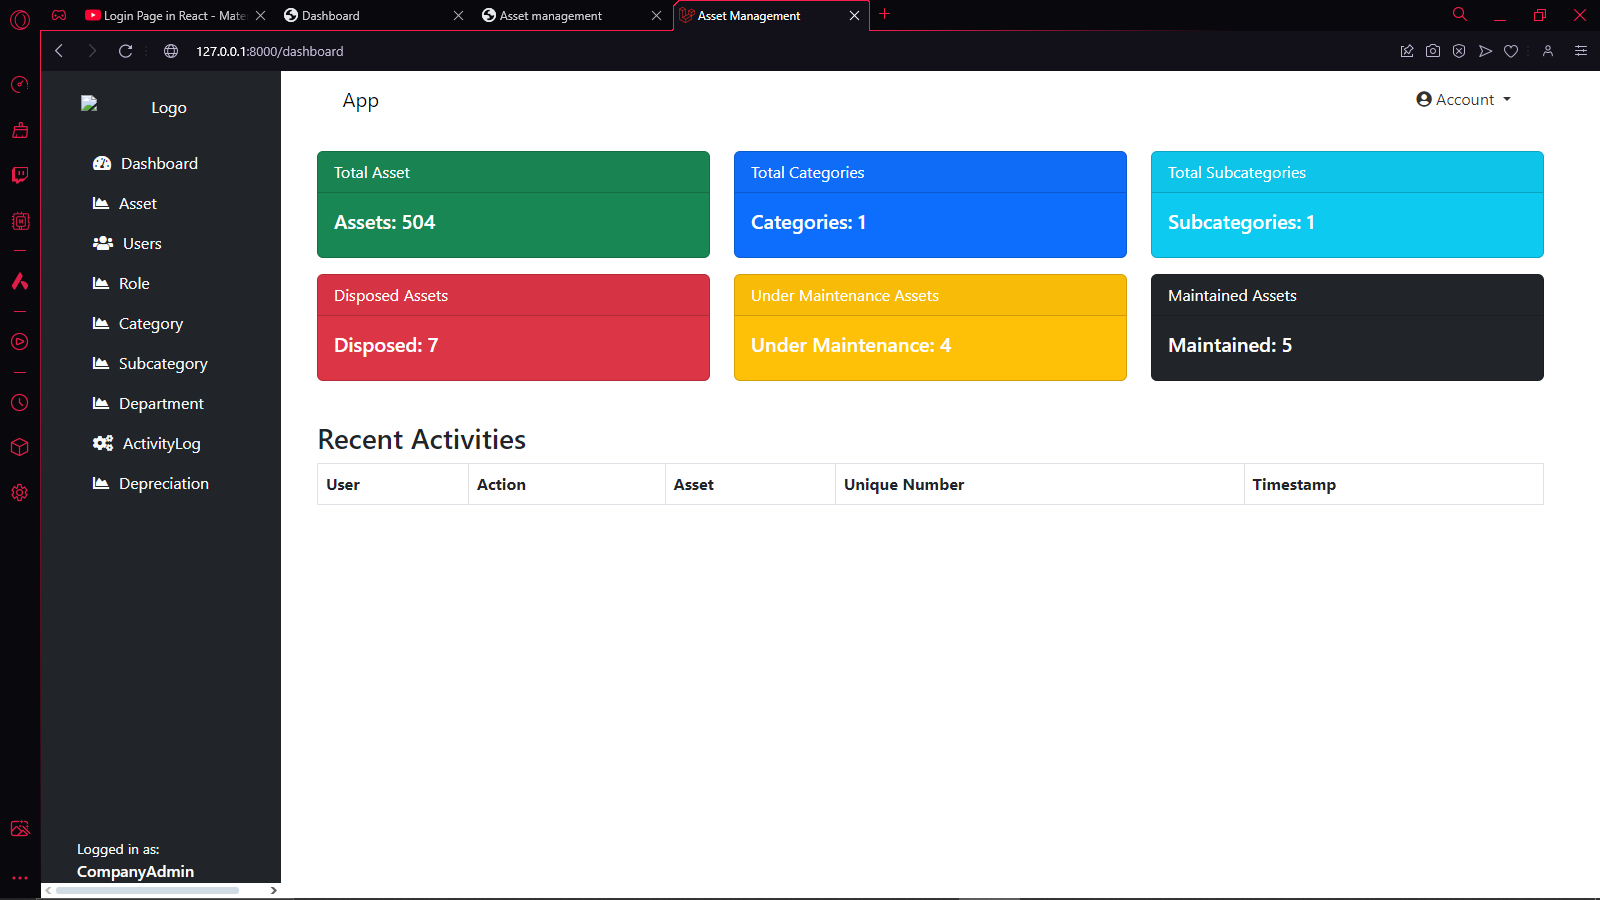 Login Page in React - Mate
Dashboard
Asset management
Asset Management
127.0.0.1:8000/dashboard
Logo
App
Account
Dashboard
Asset
Users
Role
Category
Subcategory
Department
ActivityLog
Depreciation
Total Asset
Assets: 504
Total Categories
Categories: 1
Total Subcategories
Subcategories: 1
Disposed Assets
Disposed: 7
Under Maintenance Assets
Under Maintenance: 4
Maintained Assets
Maintained: 5
Recent Activities
User Action Asset Unique Number Timestamp
Logged in as:
CompanyAdmin